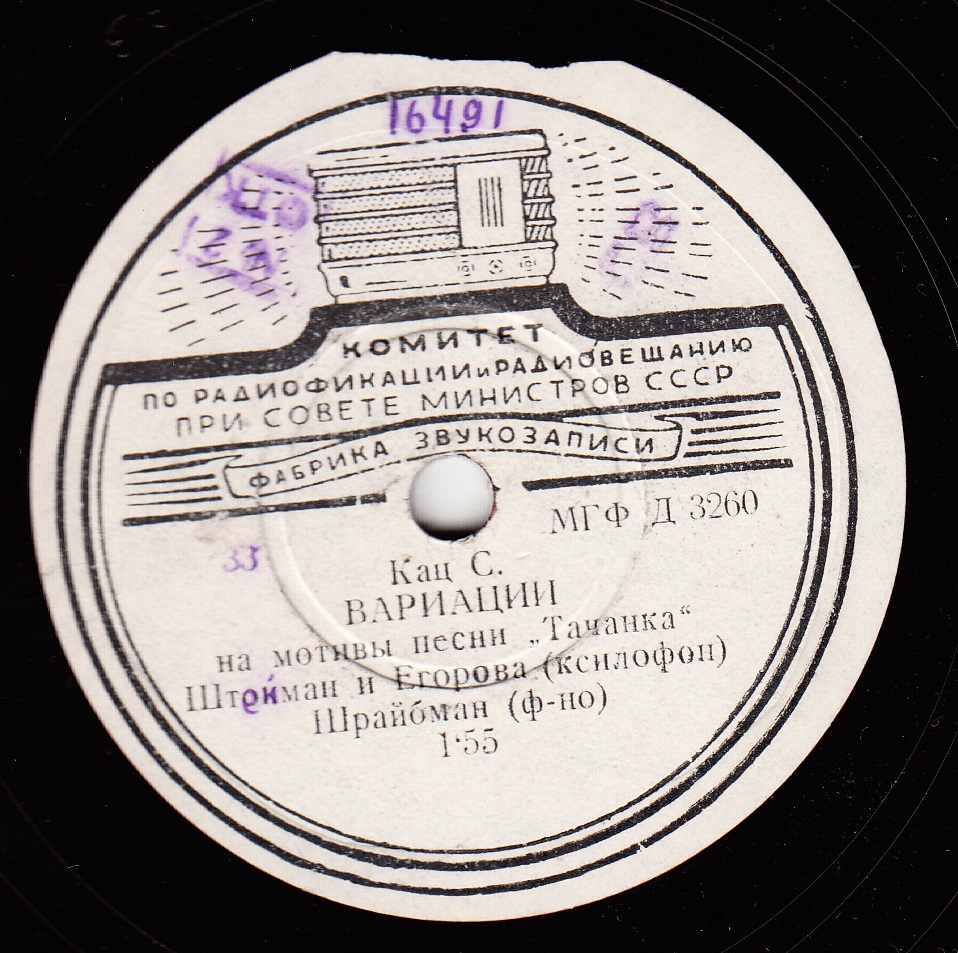 16491
КОМИТЕТ
ПО РАДИОФИКАЦИИ и РАДИОВЕЩАНИЮ
ПРИ СОВЕТЕ МИНИСТРОВ СССР
ФАБРИКА ЗВУКОЗАПИСИ
МГФ Д 3260
33
Кац С.
ВАРИАЦИИ
на мотивы песни „Тачанка“
Штейман и Егорова (ксилофон)
Шрайбман (ф-но)
1·55